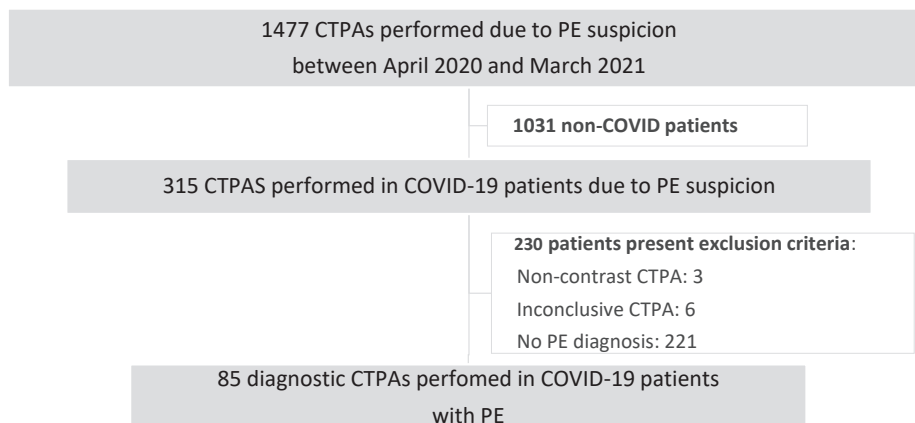 1477 CTPAs performed due to PE suspicion
between April 2020 and March 2021
1031 non-COVID patients
315 CTPAS performed in COVID-19 patients due to PE suspicion
230 patients present exclusion criteria:
Non-contrast CTPA: 3
Inconclusive CTPA: 6
No PE diagnosis: 221
85 diagnostic CTPAs perfomed in COVID-19 patients
with PE